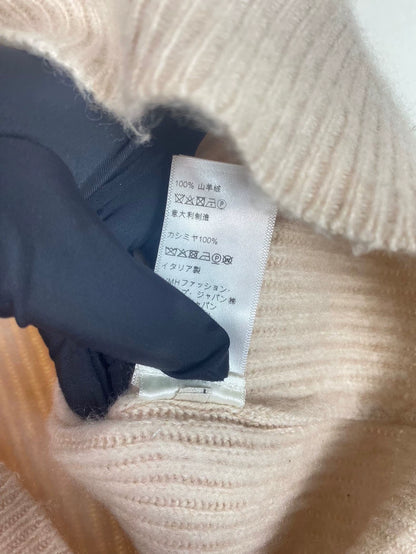 100% 山羊绒
意大利制造
カシミヤ100%
イタリア製
MHファッション・
ズ・ジャパン㈱
パン